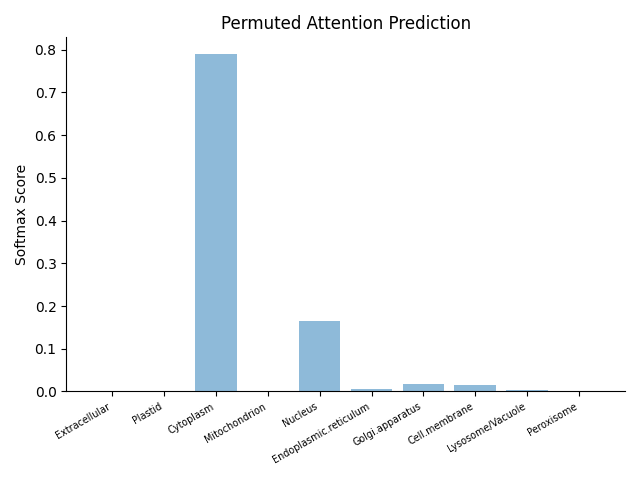 Permuted Attention Prediction
Softmax Score
0.8
0.7
0.6
0.5
0.4
0.3
0.2
0.1
0.0
Extracellular
Plastid
Cytoplasm
Mitochondrion
Nucleus
Endoplasmic.reticulum
Golgi.apparatus
Cell.membrane
Lysosome/Vacuole
Peroxisome